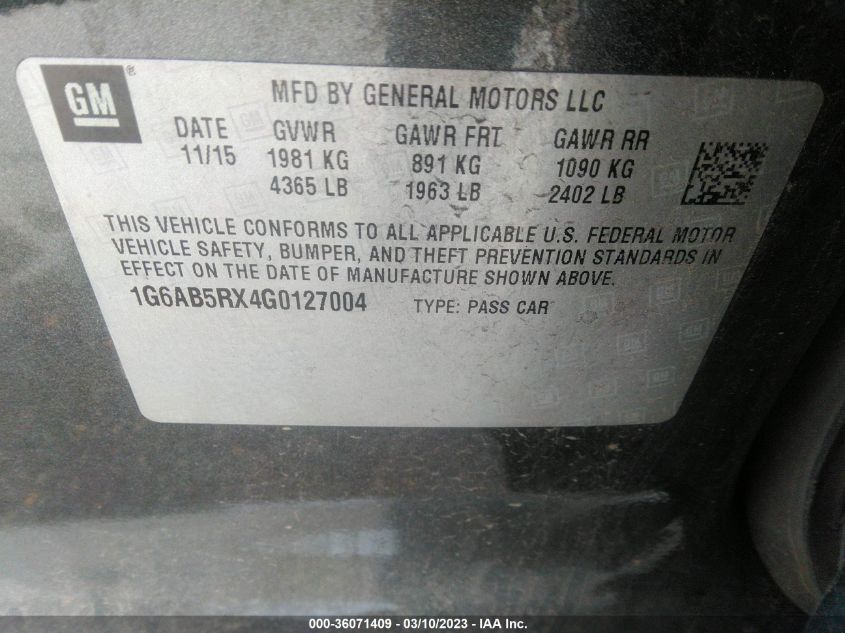 GM®
MFD BY GENERAL MOTORS LLC
DATE GVWR GAWR FRT GAWR RR
11/15 1981 KG 891 KG 1090 KG
4365 LB 1963 LB 2402 LB
THIS VEHICLE CONFORMS TO ALL APPLICABLE U.S. FEDERAL MOTOR
VEHICLE SAFETY, BUMPER, AND THEFT PREVENTION STANDARDS IN
EFFECT ON THE DATE OF MANUFACTURE SHOWN ABOVE.
1G6AB5RX4G0127004 TYPE: PASS CAR
000-36071409 - 03/10/2023 - IAA Inc.